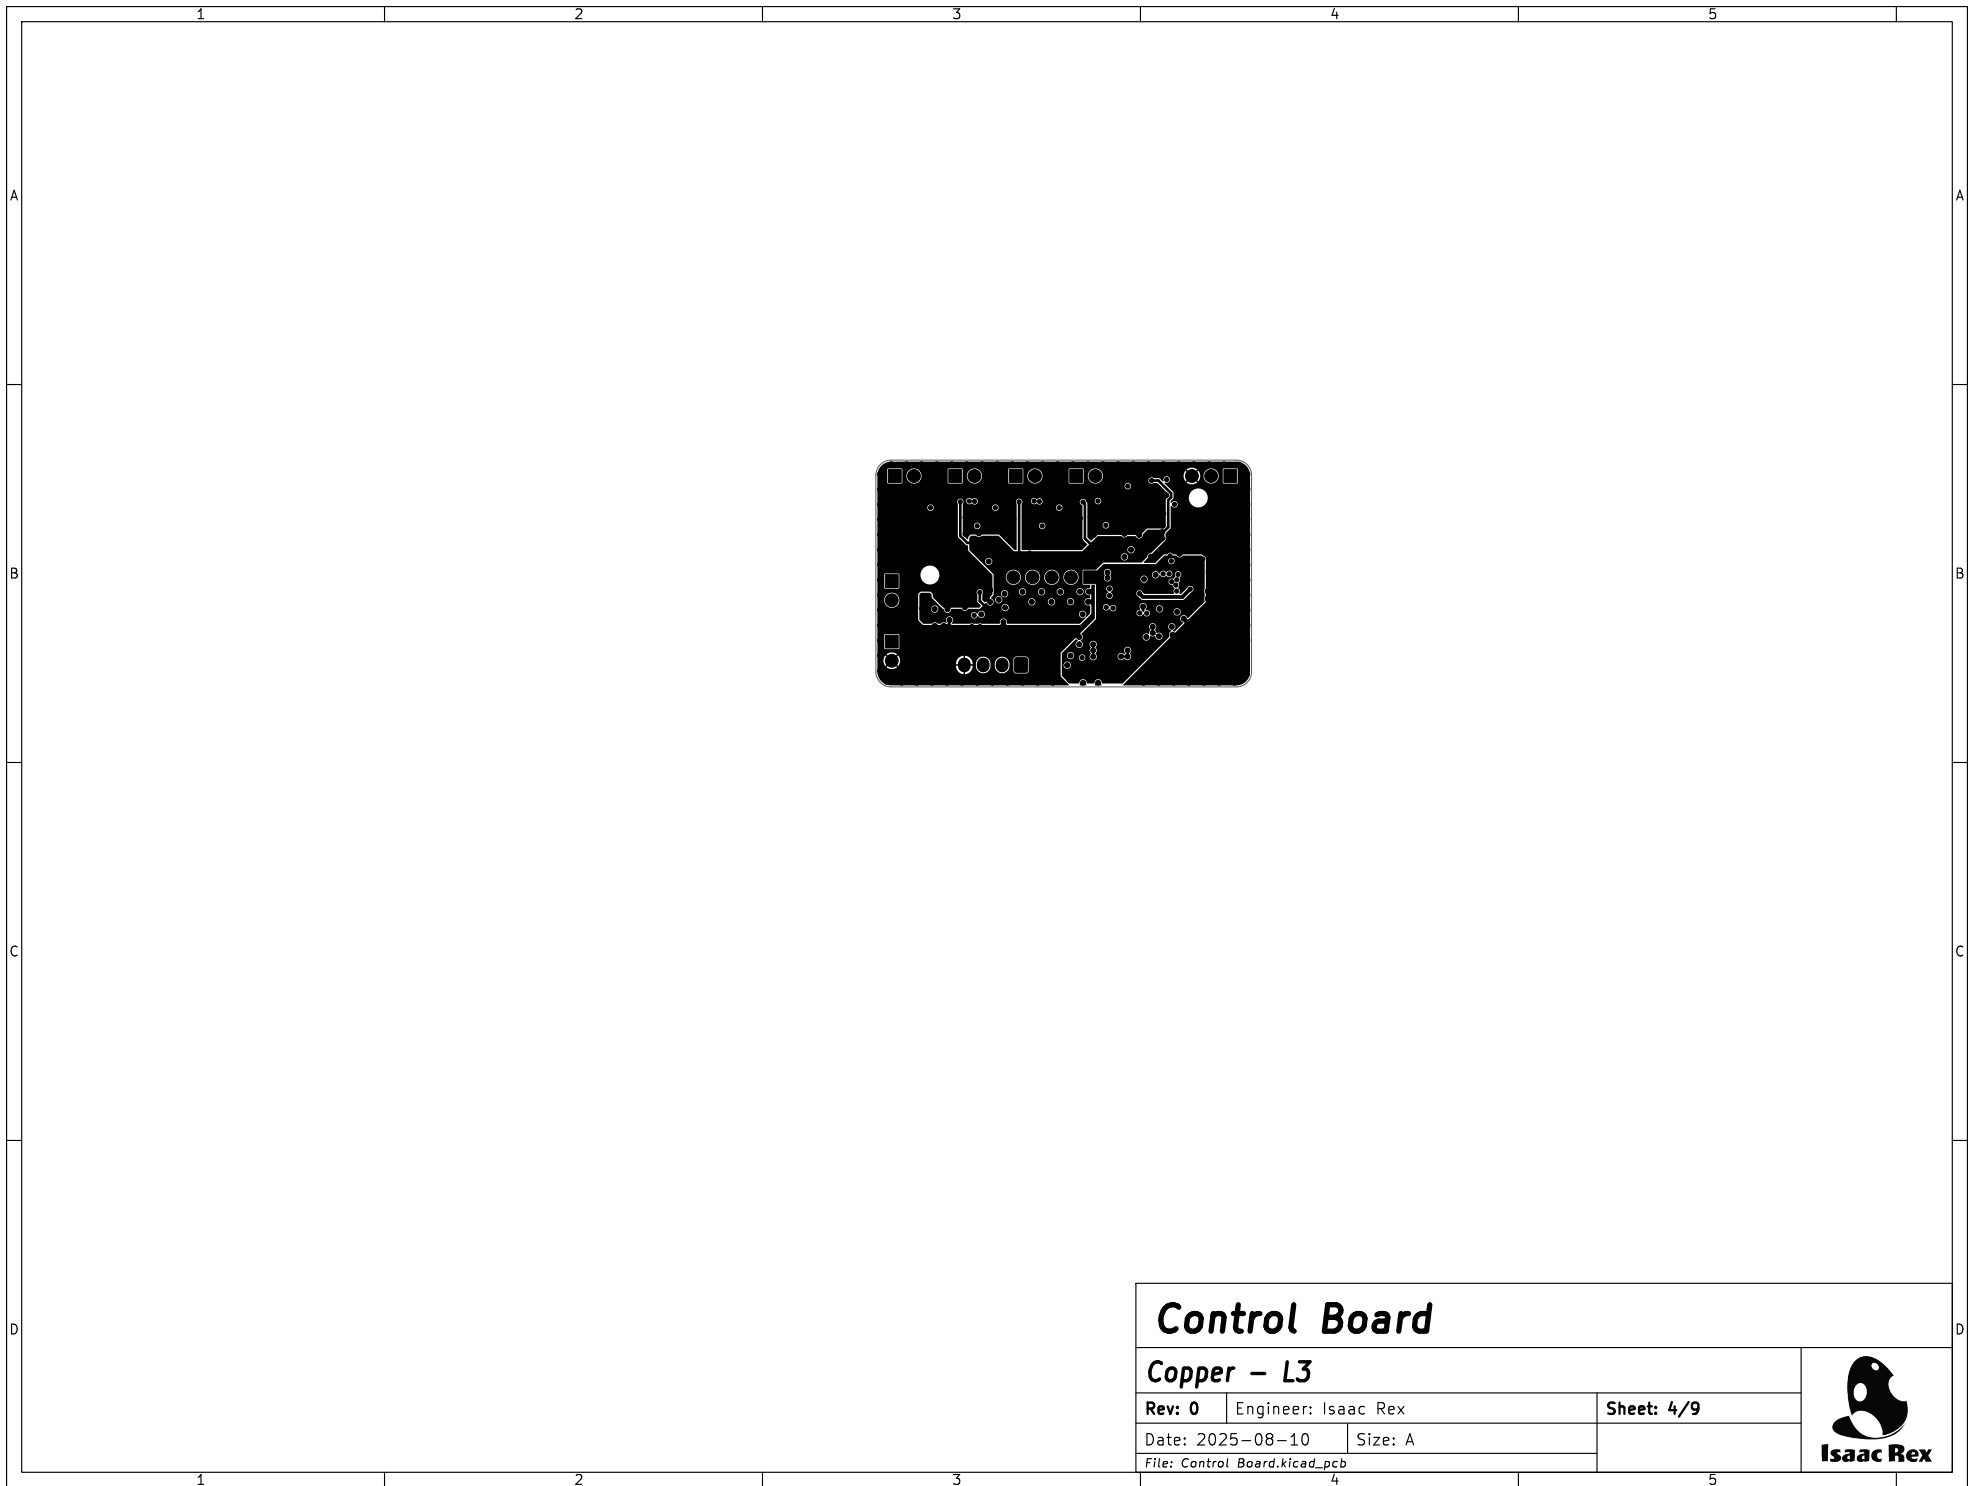 1 2 3 4 5
A A
B B
C C
D D
Control Board
Copper - L3
Rev: 0 Engineer: Isaac Rex Sheet: 4/9
Date: 2025-08-10 Size: A
File: Control Board.kicad_pcb
Isaac Rex
1 2 3 4 5